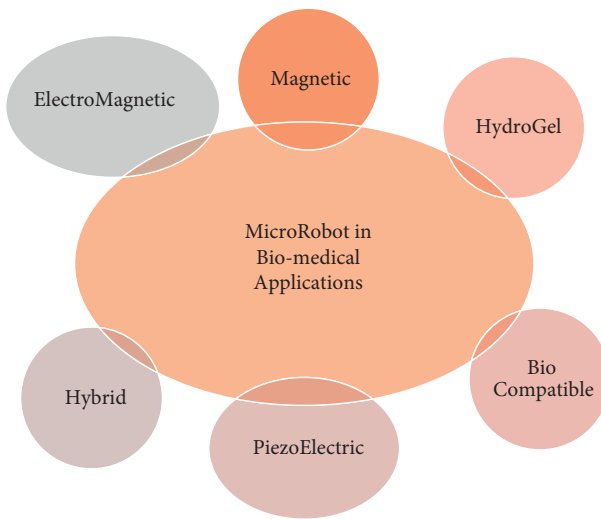 ElectroMagnetic
Magnetic
HydroGel
MicroRobot in
Bio-medical
Applications
Hybrid
PiezoElectric
Bio
Compatible